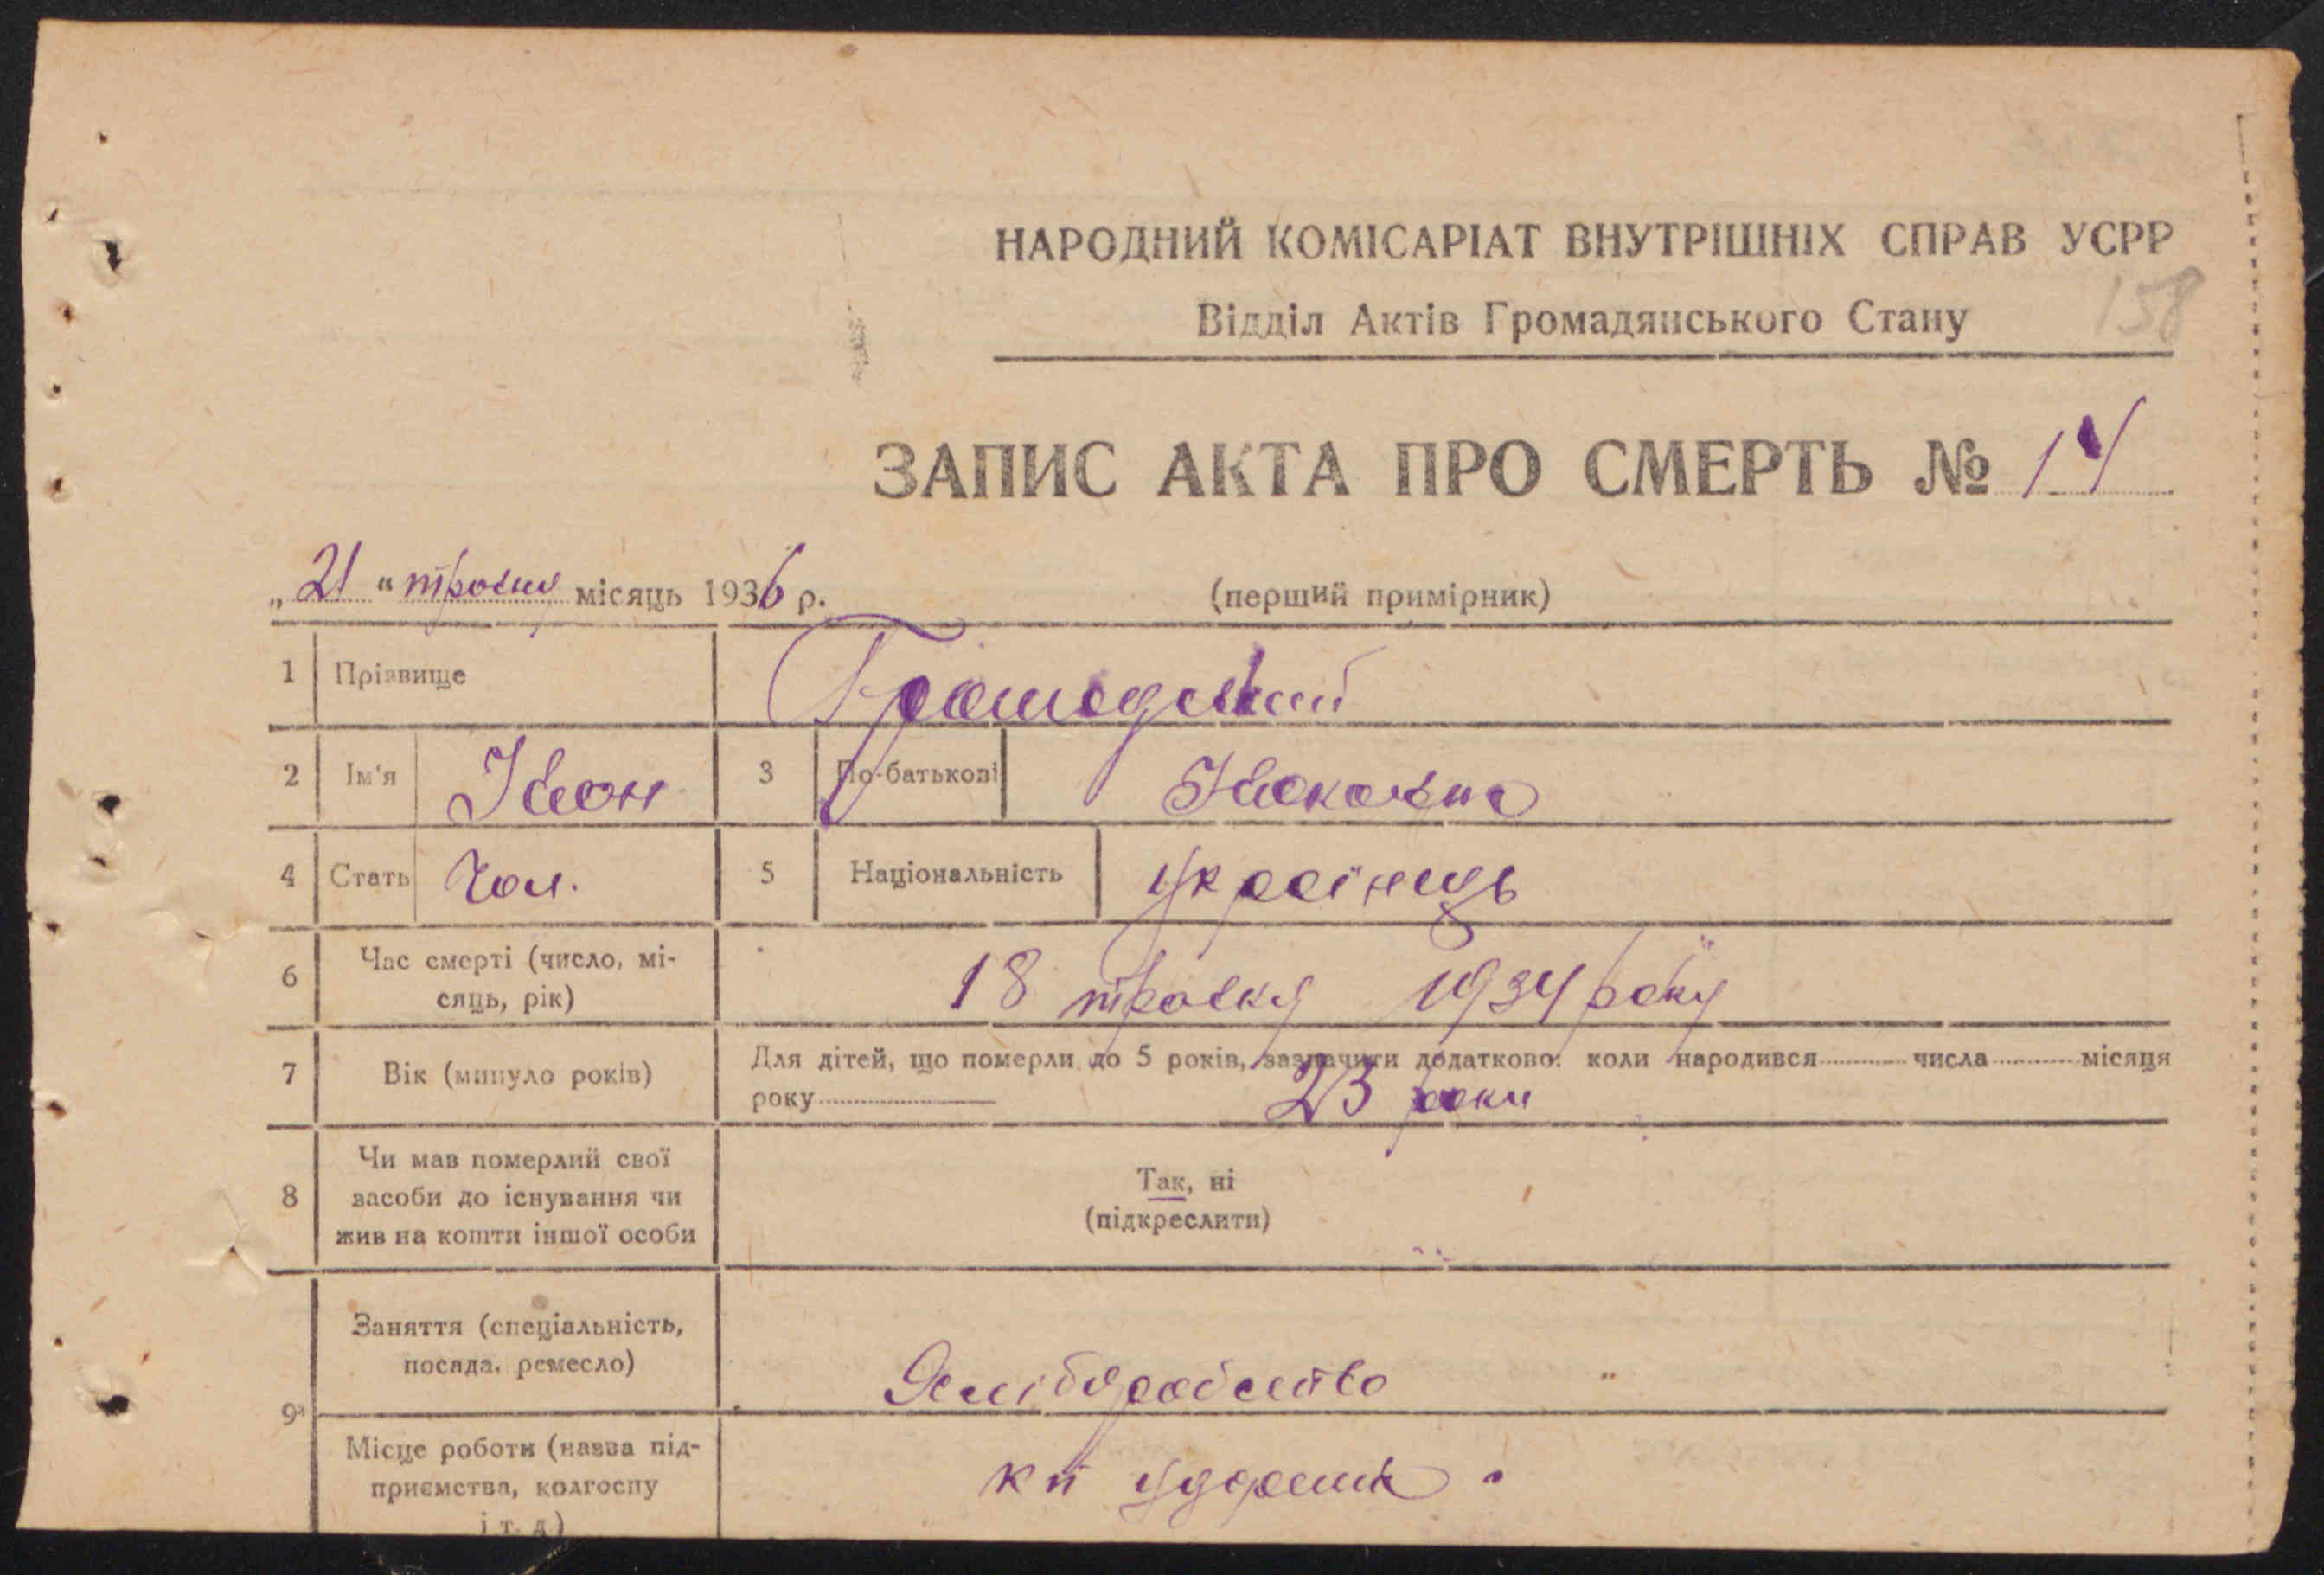 НАРОДНИЙ КОМІСАРІАТ ВНУТРІШНІХ СПРАВ УСРР
Відділ Актів Громадянського Стану
158
ЗАПИС АКТА ПРО СМЕРТЬ № 14
„ 21 " травня місяць 1936 р. (перший примірник)
1 Прізвище
2 Ім'я Іван 3 По-батькові
4 Стать Чол. 5 Національність українець
6 Час смерті (число, мі-
сяць, рік)
18 травня 1934 року
7 Вік (минуло років) Для дітей, що померли до 5 років, зазначити додатково: коли народився числа місяця
року 23 роки
8 Чи мав померлий свої
засоби до існування чи
жив на кошти іншої особи
Так, ні
(підкреслити)
9 Заняття (спеціальність,
посада, ремесло)
Місце роботи (назва під-
приємства, колгоспу
і т. д)